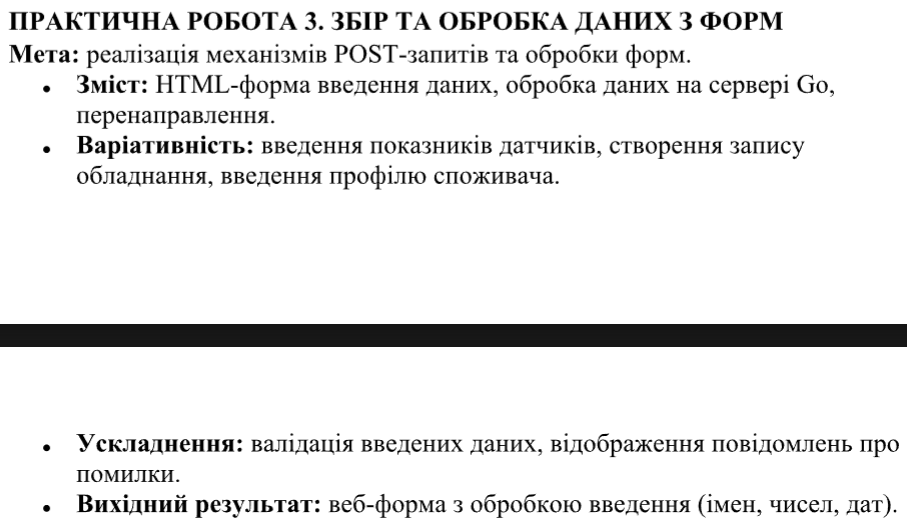 ПРАКТИЧНА РОБОТА 3. ЗБІР ТА ОБРОБКА ДАНИХ З ФОРМ
Мета: реалізація механізмів POST-запитів та обробки форм.
• Зміст: HTML-форма введення даних, обробка даних на сервері Go,
перенаправлення.
• Варіативність: введення показників датчиків, створення запису
обладнання, введення профілю споживача.
• Ускладнення: валідація введених даних, відображення повідомлень про
помилки.
• Вихідний результат: веб-форма з обробкою введення (імен, чисел, дат).